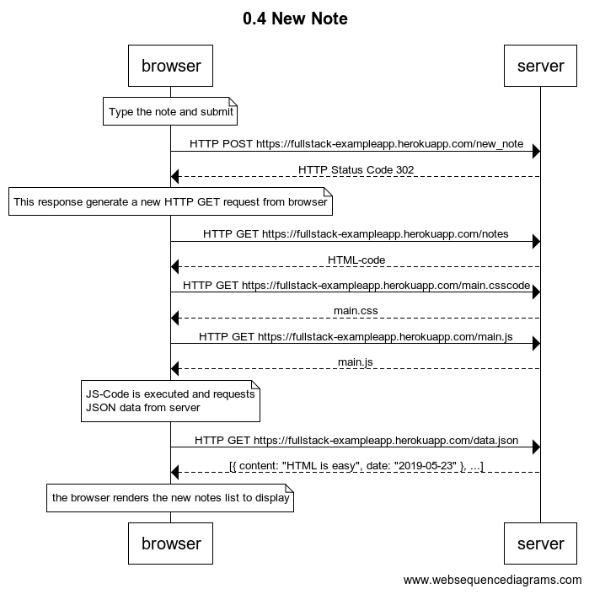 0.4 New Note
browser
server
Type the note and submit
HTTP POST https://fullstack-exampleapp.herokuapp.com/new_note
HTTP Status Code 302
This response generate a new HTTP GET request from browser
HTTP GET https://fullstack-exampleapp.herokuapp.com/notes
HTML-code
HTTP GET https://fullstack-exampleapp.herokuapp.com/main.csscode
main.css
HTTP GET https://fullstack-exampleapp.herokuapp.com/main.js
main.js
JS-Code is executed and requests
JSON data from server
HTTP GET https://fullstack-exampleapp.herokuapp.com/data.json
[{ content: "HTML is easy", date: "2019-05-23" }, ...]
the browser renders the new notes list to display
browser
server
www.websequencediagrams.com